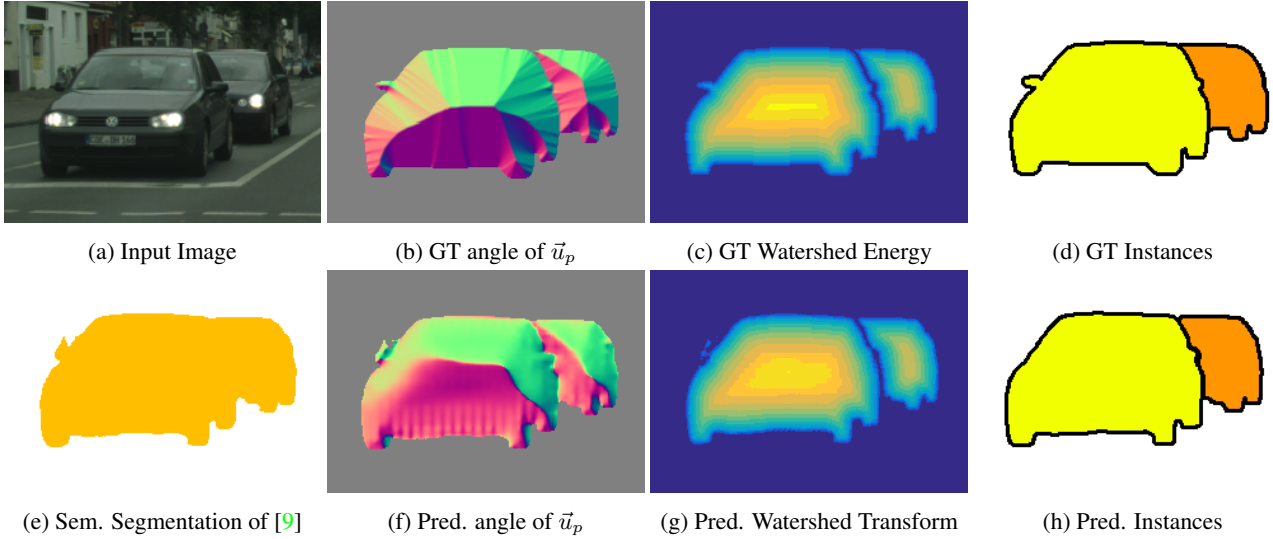 (a) Input Image
(b) GT angle of $\vec{u}_p$
(c) GT Watershed Energy
(d) GT Instances
(e) Sem. Segmentation of [9]
(f) Pred. angle of $\vec{u}_p$
(g) Pred. Watershed Transform
(h) Pred. Instances